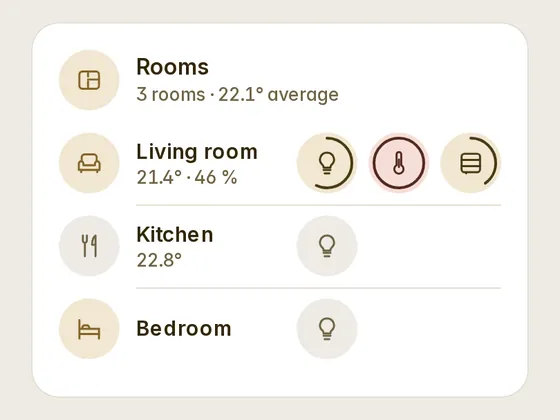 Rooms
3 rooms · 22.1° average
Living room
21.4° · 46 %
Kitchen
22.8°
Bedroom